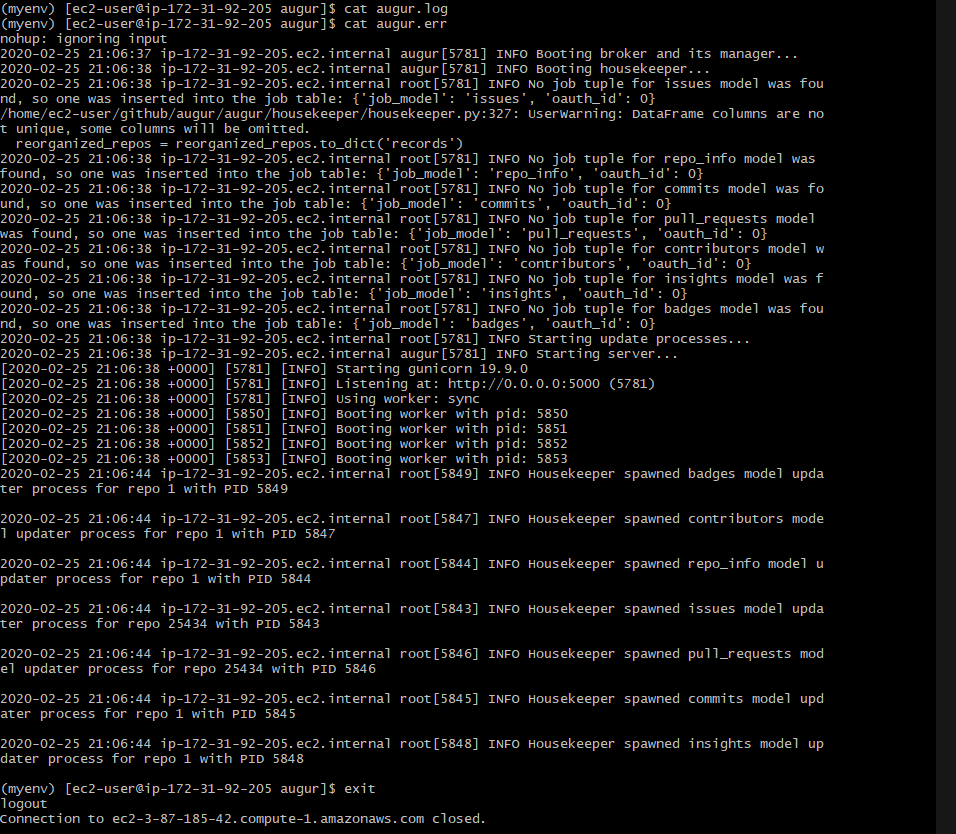 (myenv) [ec2-user@ip-172-31-92-205 augur]$ cat augur.log
(myenv) [ec2-user@ip-172-31-92-205 augur]$ cat augur.err
nohup: ignoring input
2020-02-25 21:06:37 ip-172-31-92-205.ec2.internal augur[5781] INFO Booting broker and its manager...
2020-02-25 21:06:38 ip-172-31-92-205.ec2.internal augur[5781] INFO Booting housekeeper...
2020-02-25 21:06:38 ip-172-31-92-205.ec2.internal root[5781] INFO No job tuple for issues model was fou
nd, so one was inserted into the job table: {'job_model': 'issues', 'oauth_id': 0}
/home/ec2-user/github/augur/augur/housekeeper/housekeeper.py:327: UserWarning: DataFrame columns are no
t unique, some columns will be omitted.
  reorganized_repos = reorganized_repos.to_dict('records')
2020-02-25 21:06:38 ip-172-31-92-205.ec2.internal root[5781] INFO No job tuple for repo_info model was
found, so one was inserted into the job table: {'job_model': 'repo_info', 'oauth_id': 0}
2020-02-25 21:06:38 ip-172-31-92-205.ec2.internal root[5781] INFO No job tuple for commits model was fo
und, so one was inserted into the job table: {'job_model': 'commits', 'oauth_id': 0}
2020-02-25 21:06:38 ip-172-31-92-205.ec2.internal root[5781] INFO No job tuple for pull_requests model
was found, so one was inserted into the job table: {'job_model': 'pull_requests', 'oauth_id': 0}
2020-02-25 21:06:38 ip-172-31-92-205.ec2.internal root[5781] INFO No job tuple for contributors model w
as found, so one was inserted into the job table: {'job_model': 'contributors', 'oauth_id': 0}
2020-02-25 21:06:38 ip-172-31-92-205.ec2.internal root[5781] INFO No job tuple for insights model was f
ound, so one was inserted into the job table: {'job_model': 'insights', 'oauth_id': 0}
2020-02-25 21:06:38 ip-172-31-92-205.ec2.internal root[5781] INFO No job tuple for badges model was fou
nd, so one was inserted into the job table: {'job_model': 'badges', 'oauth_id': 0}
2020-02-25 21:06:38 ip-172-31-92-205.ec2.internal root[5781] INFO Starting update processes...
2020-02-25 21:06:38 ip-172-31-92-205.ec2.internal augur[5781] INFO Starting server...
[2020-02-25 21:06:38 +0000] [5781] [INFO] Starting gunicorn 19.9.0
[2020-02-25 21:06:38 +0000] [5781] [INFO] Listening at: http://0.0.0.0:5000 (5781)
[2020-02-25 21:06:38 +0000] [5781] [INFO] Using worker: sync
[2020-02-25 21:06:38 +0000] [5850] [INFO] Booting worker with pid: 5850
[2020-02-25 21:06:38 +0000] [5851] [INFO] Booting worker with pid: 5851
[2020-02-25 21:06:38 +0000] [5852] [INFO] Booting worker with pid: 5852
[2020-02-25 21:06:38 +0000] [5853] [INFO] Booting worker with pid: 5853
2020-02-25 21:06:44 ip-172-31-92-205.ec2.internal root[5849] INFO Housekeeper spawned badges model upda
ter process for repo 1 with PID 5849
2020-02-25 21:06:44 ip-172-31-92-205.ec2.internal root[5847] INFO Housekeeper spawned contributors mode
l updater process for repo 1 with PID 5847
2020-02-25 21:06:44 ip-172-31-92-205.ec2.internal root[5844] INFO Housekeeper spawned repo_info model u
pdater process for repo 1 with PID 5844
2020-02-25 21:06:44 ip-172-31-92-205.ec2.internal root[5843] INFO Housekeeper spawned issues model upda
ter process for repo 25434 with PID 5843
2020-02-25 21:06:44 ip-172-31-92-205.ec2.internal root[5846] INFO Housekeeper spawned pull_requests mod
el updater process for repo 25434 with PID 5846
2020-02-25 21:06:44 ip-172-31-92-205.ec2.internal root[5845] INFO Housekeeper spawned commits model upd
ater process for repo 1 with PID 5845
2020-02-25 21:06:44 ip-172-31-92-205.ec2.internal root[5848] INFO Housekeeper spawned insights model up
dater process for repo 1 with PID 5848
(myenv) [ec2-user@ip-172-31-92-205 augur]$ exit
logout
Connection to ec2-3-87-185-42.compute-1.amazonaws.com closed.